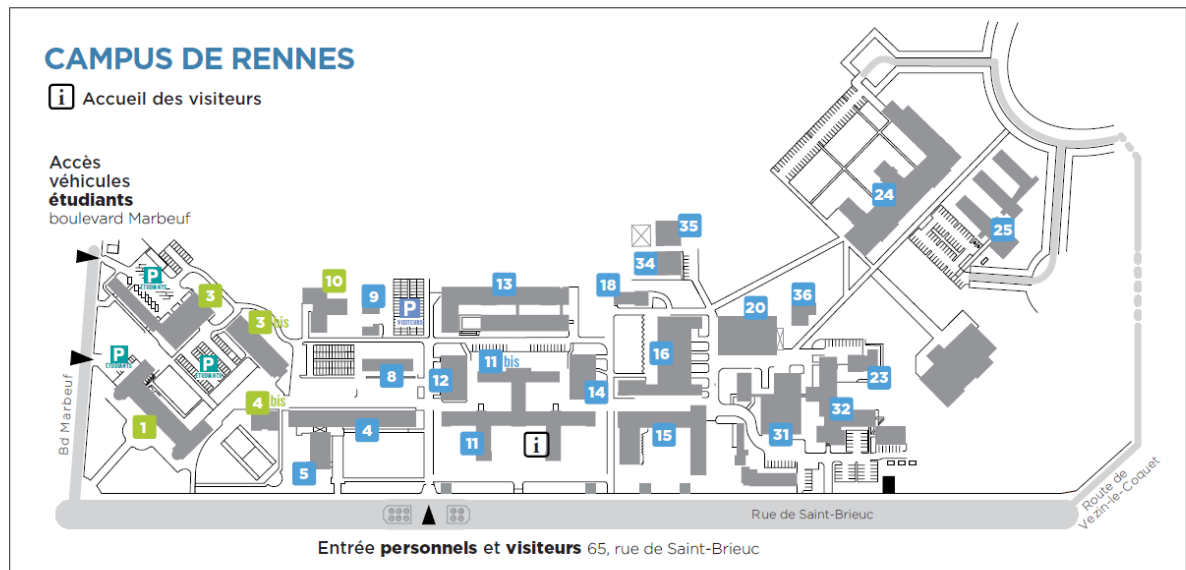 CAMPUS DE RENNES
i Accueil des visiteurs
Accès
véhicules
étudiants
boulevard Marbeuf
24
35
25
34
P
ÉTUDIANTS
10
13
18
36
3
9
P
VISITEURS
20
3bis
16
P
ÉTUDIANTS
P
ÉTUDIANTS
11bis
8
12
14
23
4bis
1
4
11
i
15
31
32
5
Bd Marbeuf
Rue de Saint-Brieuc
Route de
Vezin-le-Coquet
Entrée personnels et visiteurs 65, rue de Saint-Brieuc